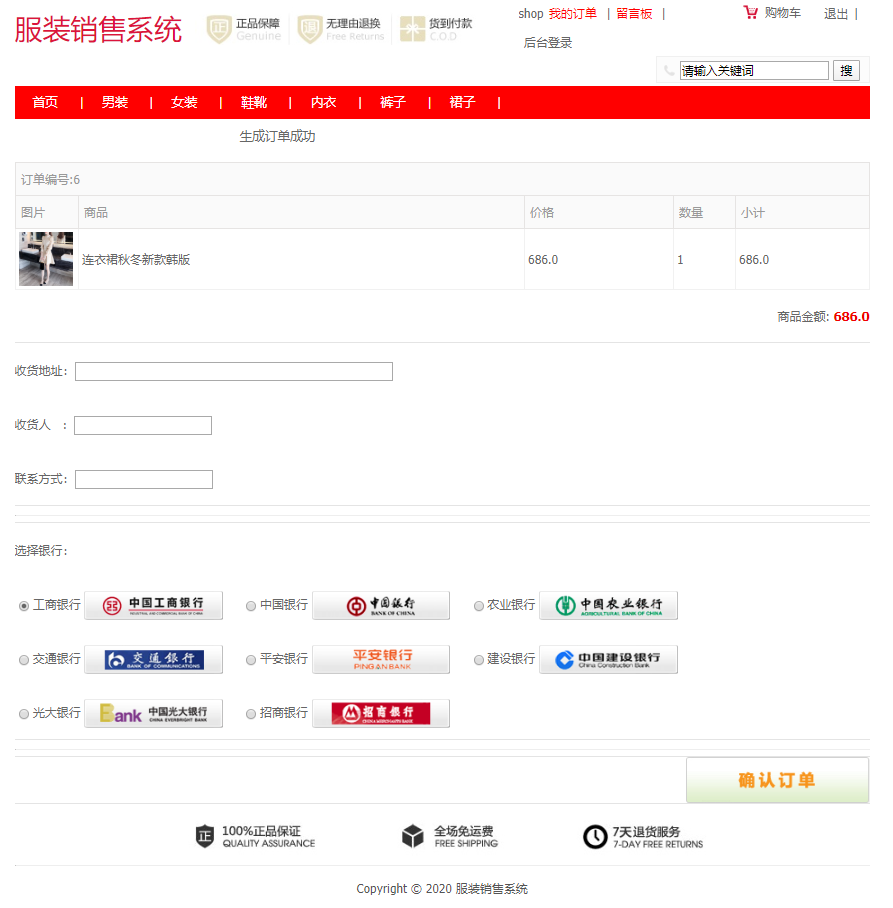 服装销售系统
正 正品保障 Genuine
退 无理由退换 Free Returns
货到付款 C.O.D
shop 我的订单 | 留言板 |
购物车 退出 |
后台登录
请输入关键词 搜
首页 | 男装 | 女装 | 鞋靴 | 内衣 | 裤子 | 裙子 |
生成订单成功
订单编号:6
图片 商品 价格 数量 小计
连衣裙秋冬新款韩版 686.0 1 686.0
商品金额: 686.0
收货地址:
收货人 :
联系方式:
选择银行:
工商银行 中国工商银行 INDUSTRIAL AND COMMERCIAL BANK OF CHINA
中国银行 中国银行 BANK OF CHINA
农业银行 中国农业银行 AGRICULTURAL BANK OF CHINA
交通银行 交通银行 BANK OF COMMUNICATIONS
平安银行 平安银行 PING AN BANK
建设银行 中国建设银行 China Construction Bank
光大银行 Bank 中国光大银行 CHINA EVERBRIGHT BANK
招商银行 招商银行 CHINA MERCHANTS BANK
确认订单
正 100%正品保证 QUALITY ASSURANCE
全场免运费 FREE SHIPPING
7天退货服务 7-DAY FREE RETURNS
Copyright © 2020 服装销售系统